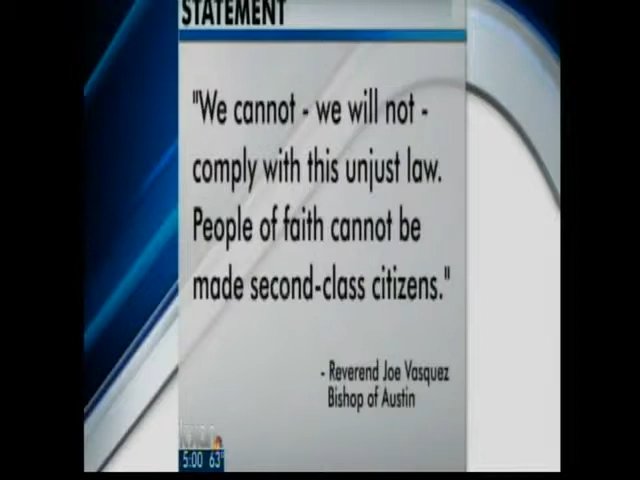 STATEMENT
"We cannot - we will not -
comply with this unjust law.
People of faith cannot be
made second-class citizens."
- Reverend Joe Vasquez
Bishop of Austin
kxan
5:00 63°